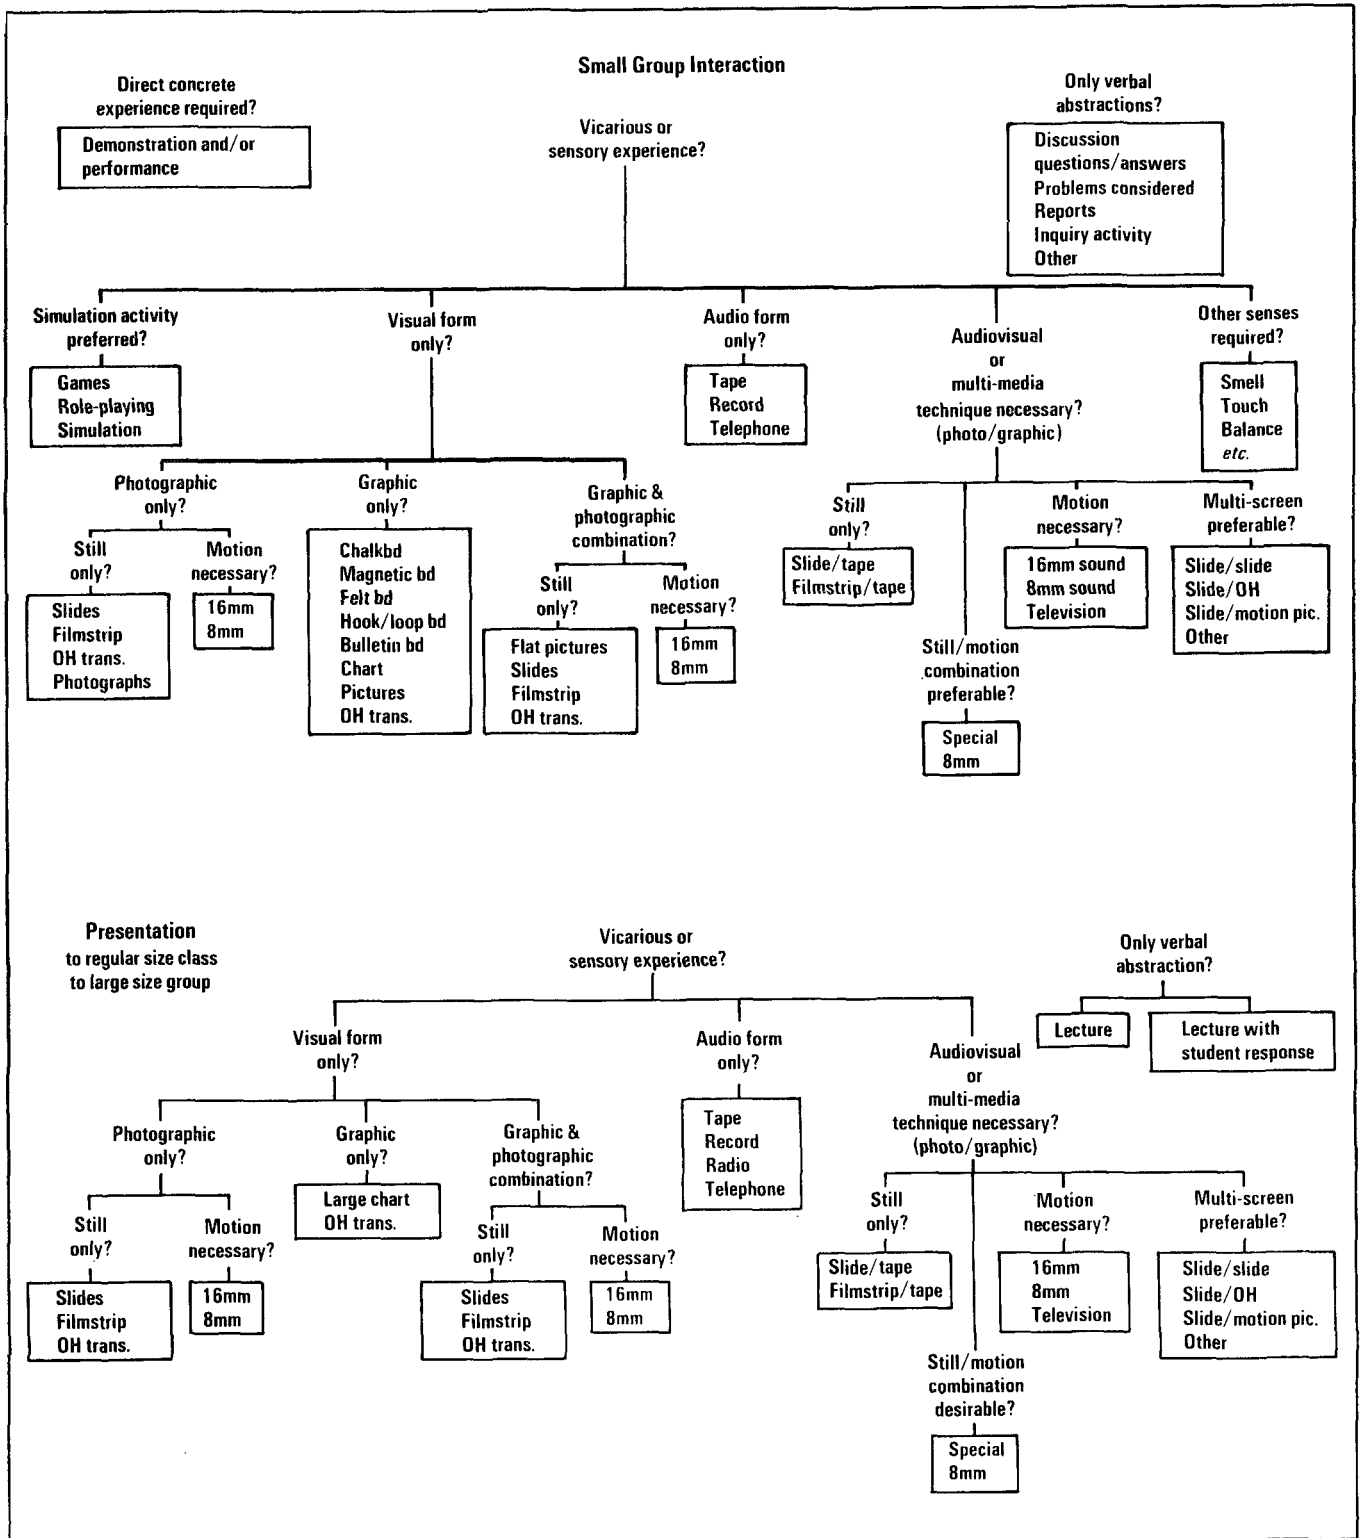 Small Group Interaction
Direct concrete
experience required?
Demonstration and/or
performance
Vicarious or
sensory experience?
Only verbal
abstractions?
Discussion
questions/answers
Problems considered
Reports
Inquiry activity
Other
Simulation activity
preferred?
Games
Role-playing
Simulation
Visual form
only?
Photographic
only?
Still
only?
Slides
Filmstrip
OH trans.
Photographs
Motion
necessary?
16mm
8mm
Graphic
only?
Chalkbd
Magnetic bd
Felt bd
Hook/loop bd
Bulletin bd
Chart
Pictures
OH trans.
Graphic &
photographic
combination?
Still
only?
Flat pictures
Slides
Filmstrip
OH trans.
Motion
necessary?
16mm
8mm
Audio form
only?
Tape
Record
Telephone
Audiovisual
or
multi-media
technique necessary?
(photo/graphic)
Still
only?
Slide/tape
Filmstrip/tape
Still/motion
combination
preferable?
Special
8mm
Motion
necessary?
16mm sound
8mm sound
Television
Multi-screen
preferable?
Slide/slide
Slide/OH
Slide/motion pic.
Other
Other senses
required?
Smell
Touch
Balance
etc.
Presentation
to regular size class
to large size group
Vicarious or
sensory experience?
Only verbal
abstraction?
Lecture
Lecture with
student response
Visual form
only?
Photographic
only?
Still
only?
Slides
Filmstrip
OH trans.
Motion
necessary?
16mm
8mm
Graphic
only?
Large chart
OH trans.
Graphic &
photographic
combination?
Still
only?
Slides
Filmstrip
OH trans.
Motion
necessary?
16mm
8mm
Audio form
only?
Tape
Record
Radio
Telephone
Audiovisual
or
multi-media
technique necessary?
(photo/graphic)
Still
only?
Slide/tape
Filmstrip/tape
Still/motion
combination
desirable?
Special
8mm
Motion
necessary?
16mm
8mm
Television
Multi-screen
preferable?
Slide/slide
Slide/OH
Slide/motion pic.
Other